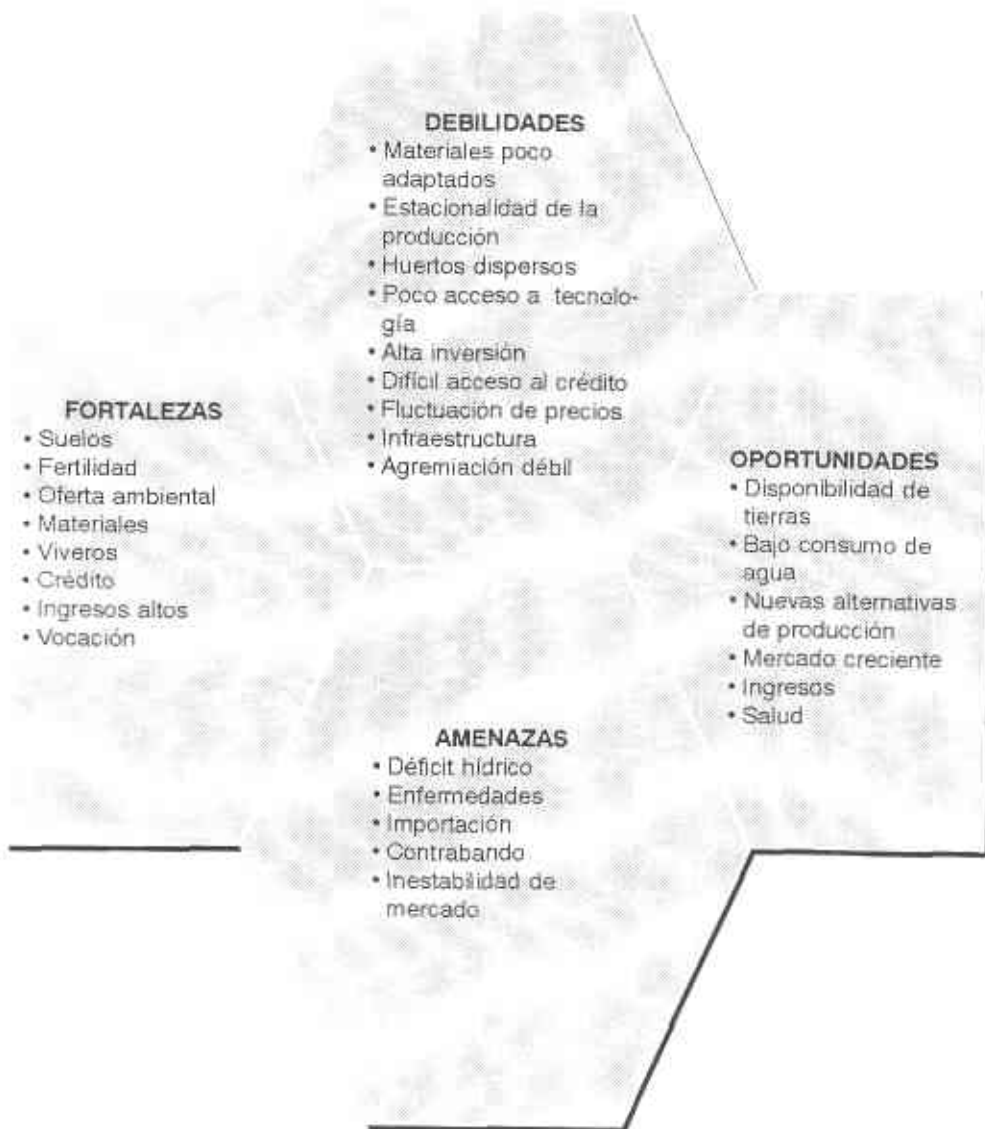 DEBILIDADES
• Materiales poco
adaptados
• Estacionalidad de la
producción
• Huertos dispersos
• Poco acceso a tecnolo-
gía
• Alta inversión
• Difícil acceso al crédito
• Fluctuación de precios
• Infraestructura
• Agremiación débil
FORTALEZAS
• Suelos
• Fertilidad
• Oferta ambiental
• Materiales
• Viveros
• Crédito
• Ingresos altos
• Vocación
OPORTUNIDADES
• Disponibilidad de
tierras
• Bajo consumo de
agua
• Nuevas alternativas
de producción
• Mercado creciente
• Ingresos
• Salud
AMENAZAS
• Déficit hídrico
• Enfermedades
• Importación
• Contrabando
• Inestabilidad de
mercado